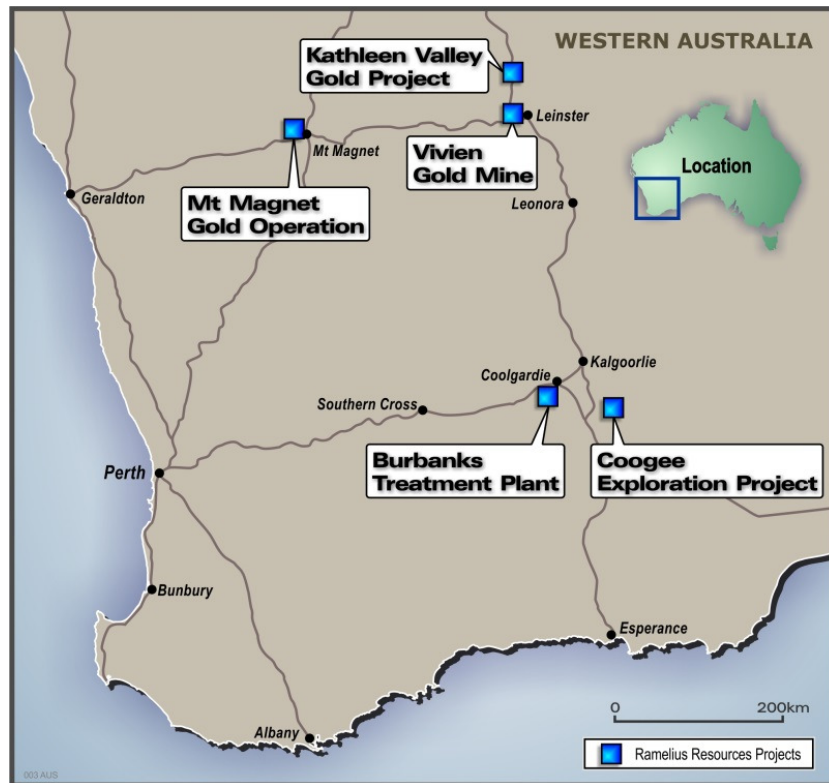 WESTERN AUSTRALIA
Kathleen Valley
Gold Project
Leinster
Mt Magnet
Vivien
Gold Mine
Location
Geraldton
Mt Magnet
Gold Operation
Leonora
Kalgoorlie
Coolgardie
Southern Cross
Perth
Burbanks
Treatment Plant
Coogee
Exploration Project
Bunbury
Esperance
0 200km
Albany
Ramelius Resources Projects
003 AUS